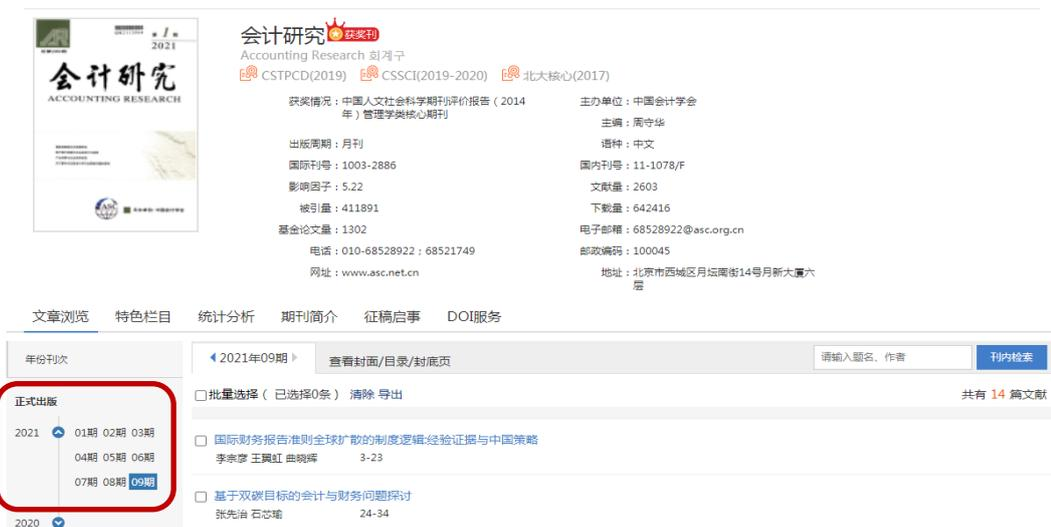 第1期
2021
会计研究
ACCOUNTING RESEARCH
ASC
会计研究
获奖刊
Accounting Research 회계구
CSTPCD(2019) CSSCI(2019-2020) 北大核心(2017)
获奖情况：中国人文社会科学期刊评价报告（2014
年）管理学类核心期刊
主办单位：中国会计学会
主编：周守华
出版周期：月刊
语种：中文
国际刊号：1003-2886
国内刊号：11-1078/F
影响因子：5.22
文献量：2603
被引量：411891
下载量：642416
基金论文量：1302
电子邮箱：68528922@asc.org.cn
电话：010-68528922；68521749
邮政编码：100045
网址：www.asc.net.cn
地址：北京市西城区月坛南街14号月新大厦六
层
文章浏览 特色栏目 统计分析 期刊简介 征稿启事 DOI服务
年份刊次
2021年09期 查看封面/目录/封底页
请输入题名、作者 刊内检索
正式出版
批量选择（ 已选择0条） 清除 导出
共有 14 篇文献
2021 01期 02期 03期
04期 05期 06期
07期 08期 09期
2020
国际财务报告准则全球扩散的制度逻辑:经验证据与中国策略
李宗彦 王翼虹 曲晓辉 3-23
基于双碳目标的会计与财务问题探讨
张先治 石芯瑜 24-34